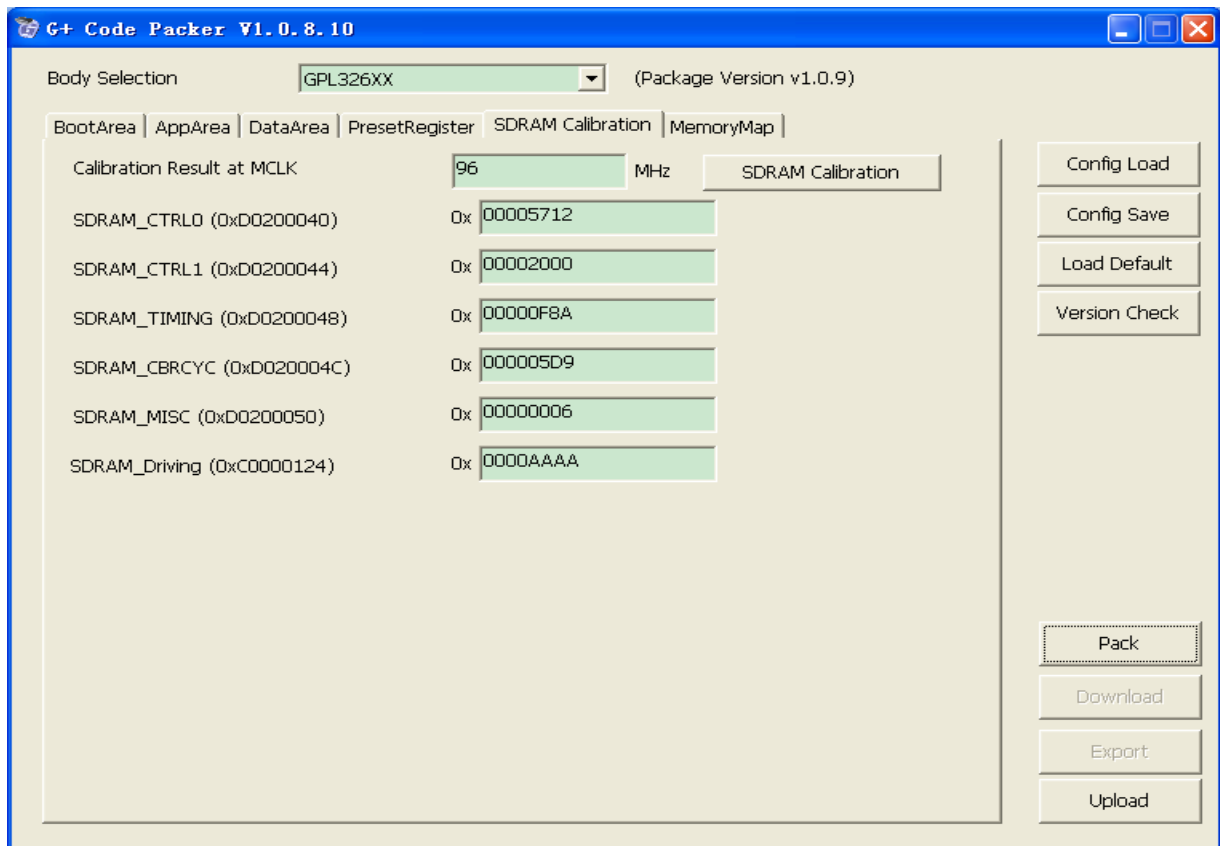 G+ Code Packer V1.0.8.10
Body Selection GPL326XX (Package Version v1.0.9)
BootArea AppArea DataArea PresetRegister SDRAM Calibration MemoryMap
Calibration Result at MCLK 96 MHz SDRAM Calibration
SDRAM_CTRL0 (0xD0200040) 0x 00005712
SDRAM_CTRL1 (0xD0200044) 0x 00002000
SDRAM_TIMING (0xD0200048) 0x 00000F8A
SDRAM_CBRCYC (0xD020004C) 0x 000005D9
SDRAM_MISC (0xD0200050) 0x 00000006
SDRAM_Driving (0xC0000124) 0x 0000AAAA
Config Load
Config Save
Load Default
Version Check
Pack
Download
Export
Upload